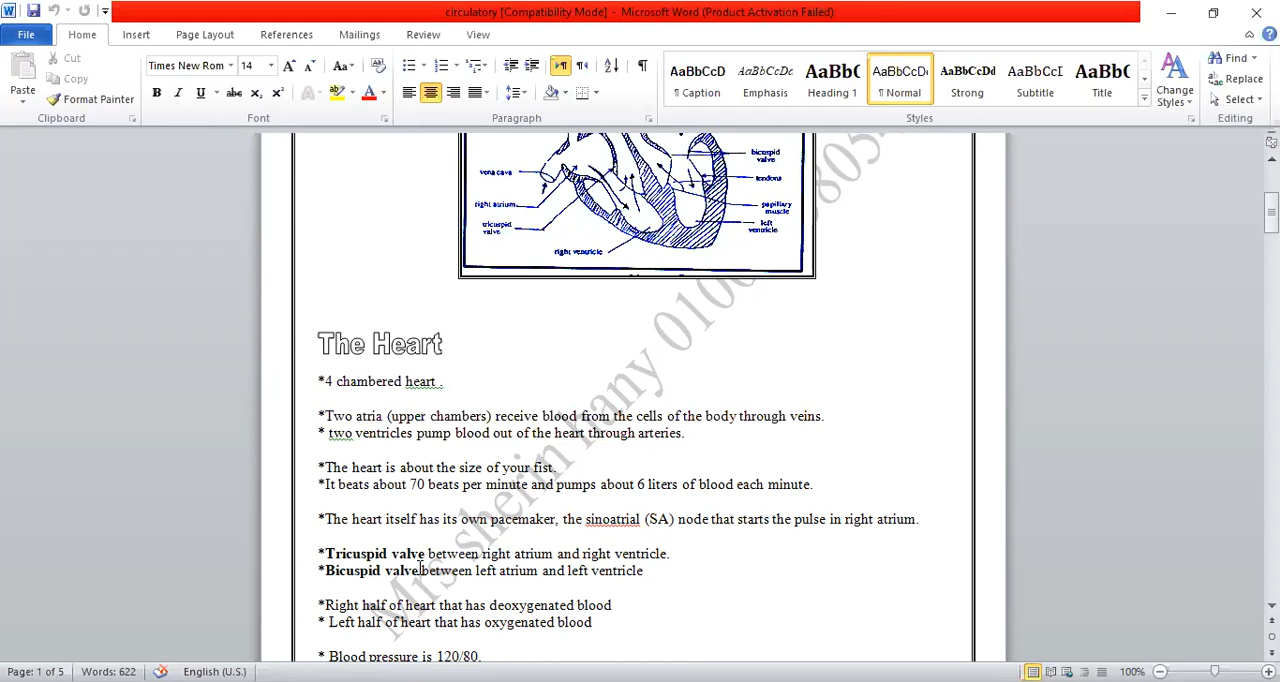 circulatory [Compatibility Mode] - Microsoft Word (Product Activation Failed)
File Home Insert Page Layout References Mailings Review View
Cut
Copy
Paste
Format Painter
Times New Rom 14
AaBbCcD AaBbCcDc AaBbC AaBbCcD AaBbCcDd AaBbCcI AaBbC
¶ Caption Emphasis Heading 1 ¶ Normal Strong Subtitle Title
Change Styles
Find
Replace
Select
Clipboard Font Paragraph Styles Editing
bicuspid valve
vena cava
tendons
right atrium
papillary muscle
tricuspid valve
left ventricle
right ventricle
The Heart
*4 chambered heart .
*Two atria (upper chambers) receive blood from the cells of the body through veins.
* two ventricles pump blood out of the heart through arteries.
*The heart is about the size of your fist.
*It beats about 70 beats per minute and pumps about 6 liters of blood each minute.
*The heart itself has its own pacemaker, the sinoatrial (SA) node that starts the pulse in right atrium.
*Tricuspid valve between right atrium and right ventricle.
*Bicuspid valve between left atrium and left ventricle
*Right half of heart that has deoxygenated blood
* Left half of heart that has oxygenated blood
* Blood pressure is 120/80.
Mrs sherin hany
Page: 1 of 5 Words: 622 English (U.S.) 100%